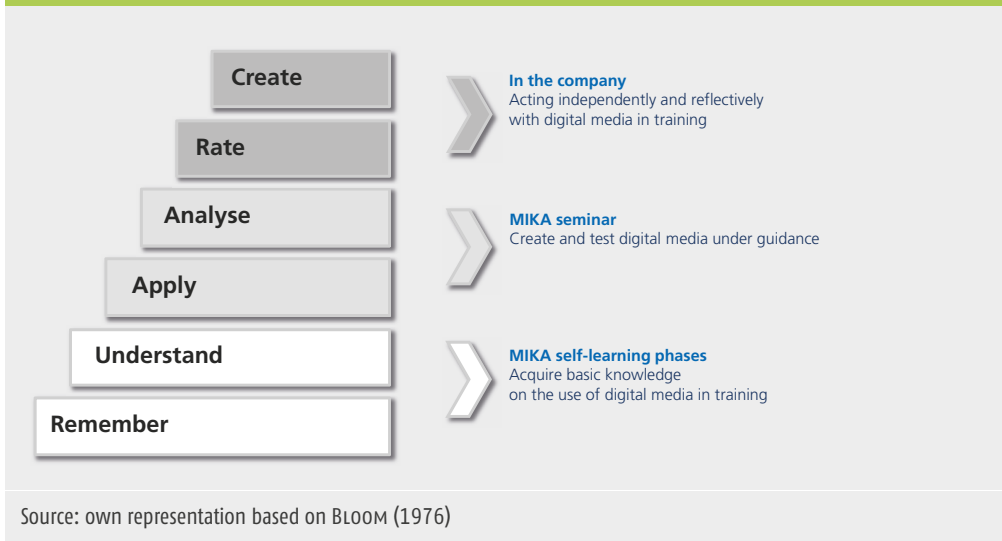 Create
Rate
Analyse
Apply
Understand
Remember
In the company
Acting independently and reflectively
with digital media in training
MIKA seminar
Create and test digital media under guidance
MIKA self-learning phases
Acquire basic knowledge
on the use of digital media in training
Source: own representation based on BLOOM (1976)